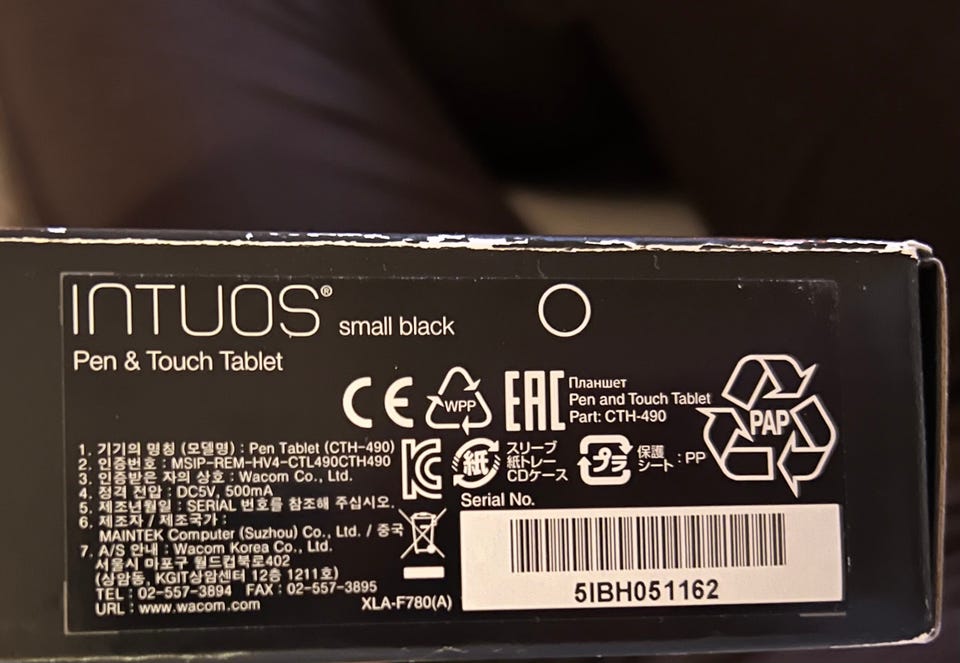 INTUOS® small black
Pen & Touch Tablet
CE
WPP
EAC
Планшет
Pen and Touch Tablet
Part: CTH-490
PAP
1. 기기의 명칭 (모델명) : Pen Tablet (CTH-490)
2. 인증번호 : MSIP-REM-HV4-CTL490CTH490
3. 인증받은 자의 상호 : Wacom Co., Ltd.
4. 정격 전압 : DC5V, 500mA
5. 제조년월일 : SERIAL 번호를 참조해 주십시오.
6. 제조자 / 제조국가 :
MAINTEK Computer (Suzhou) Co., Ltd. / 중국
7. A/S 안내 : Wacom Korea Co., Ltd.
서울시 마포구 월드컵북로402
(상암동, KGIT상암센터 12층 1211호)
TEL : 02-557-3894 FAX : 02-557-3895
URL : www.wacom.com
紙
スリーブ
紙トレー
CDケース
プラ
保護
シート : PP
XLA-F780(A)
Serial No.
5IBH051162